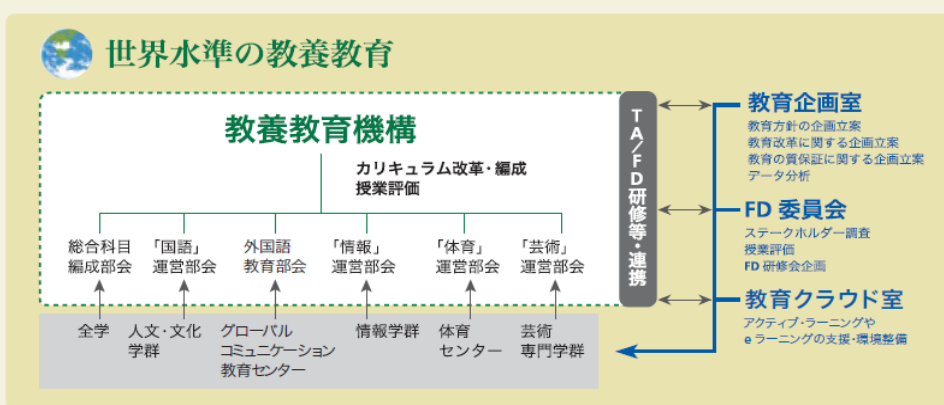 世界水準の教養教育
教養教育機構
カリキュラム改革・編成
授業評価
総合科目
編成部会
「国語」
運営部会
外国語
教育部会
「情報」
運営部会
「体育」
運営部会
「芸術」
運営部会
全学
人文・文化
学群
グローバル
コミュニケーション
教育センター
情報学群
体育
センター
芸術
専門学群
TA/FD研修等・連携
教育企画室
教育方針の企画立案
教育改革に関する企画立案
教育の質保証に関する企画立案
データ分析
FD 委員会
ステークホルダー調査
授業評価
FD 研修会企画
教育クラウド室
アクティブ・ラーニングや
e ラーニングの支援・環境整備